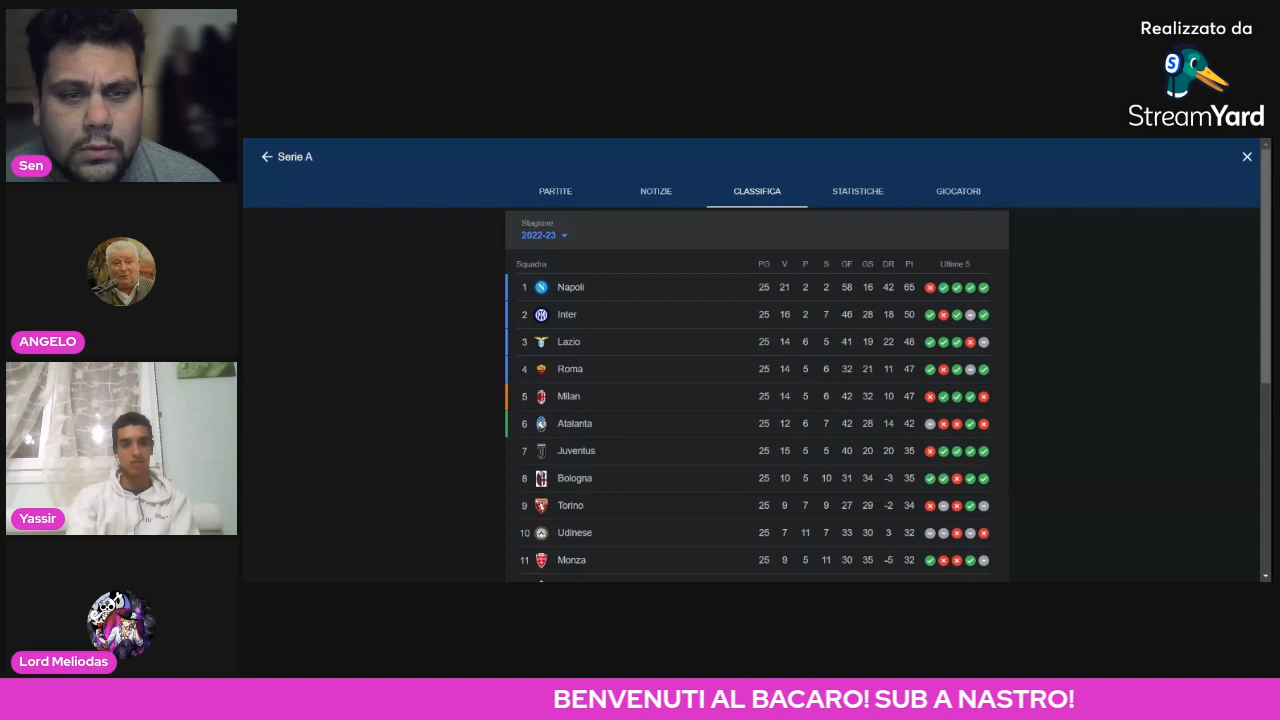 Realizzato da
StreamYard
Sen
ANGELO
Yassir
Lord Meliodas
Serie A
PARTITE NOTIZIE CLASSIFICA STATISTICHE GIOCATORI
Stagione
2022-23
Squadra PG V P S GF GS DR Pt Ultime 5
1 Napoli 25 21 2 2 58 16 42 65
2 Inter 25 16 2 7 46 28 18 50
3 Lazio 25 14 6 5 41 19 22 48
4 Roma 25 14 5 6 32 21 11 47
5 Milan 25 14 5 6 42 32 10 47
6 Atalanta 25 12 6 7 42 28 14 42
7 Juventus 25 15 5 5 40 20 20 35
8 Bologna 25 10 5 10 31 34 -3 35
9 Torino 25 9 7 9 27 29 -2 34
10 Udinese 25 7 11 7 33 30 3 32
11 Monza 25 9 5 11 30 35 -5 32
BENVENUTI AL BACARO! SUB A NASTRO!